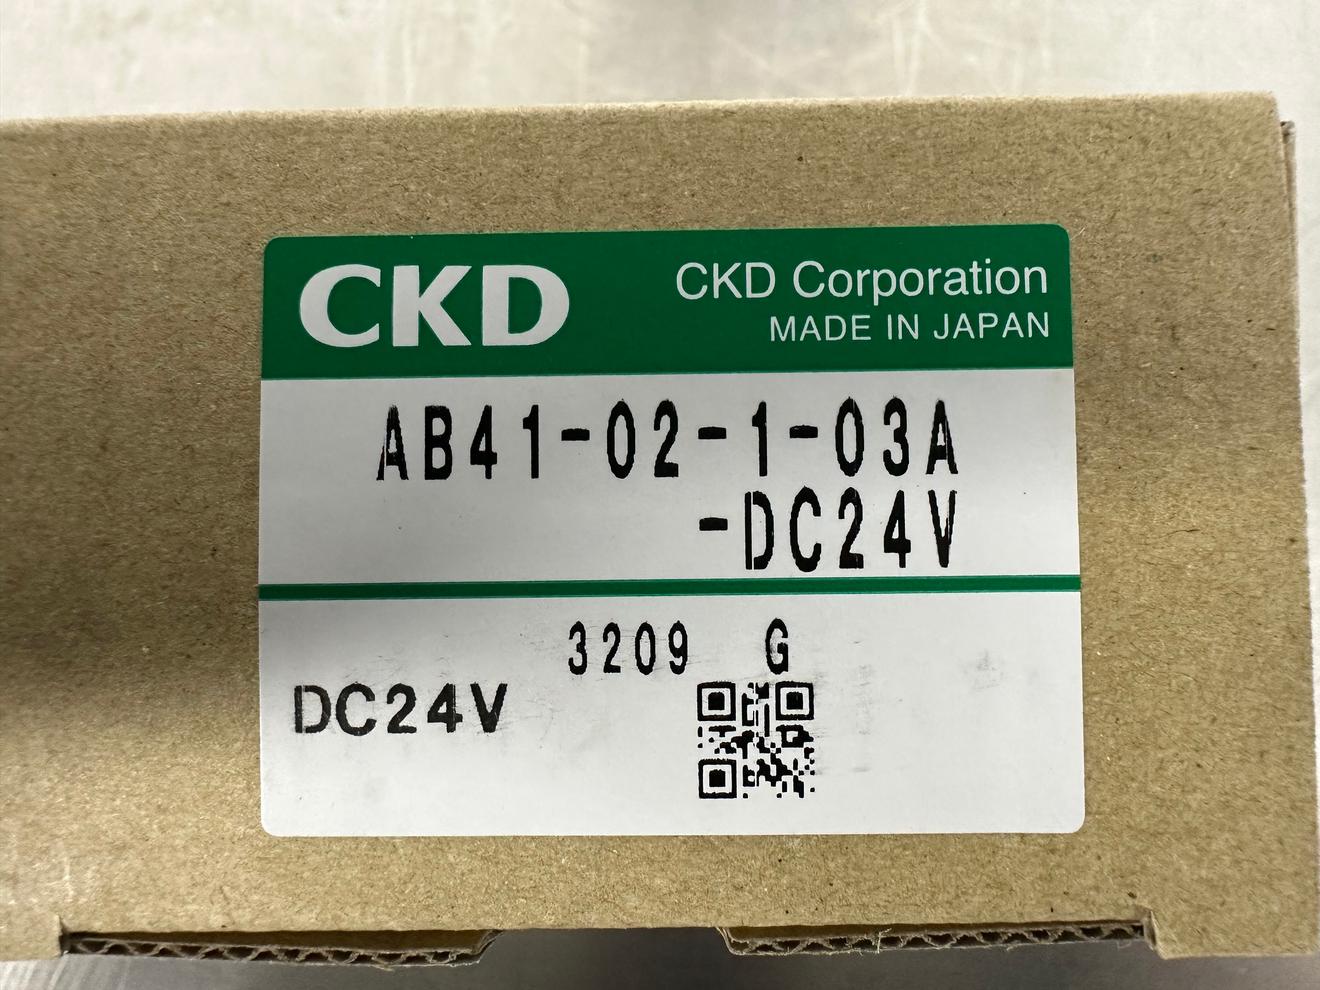 CKD
CKD Corporation
MADE IN JAPAN
AB41-02-1-03A
-DC24V
3209 G
DC24V